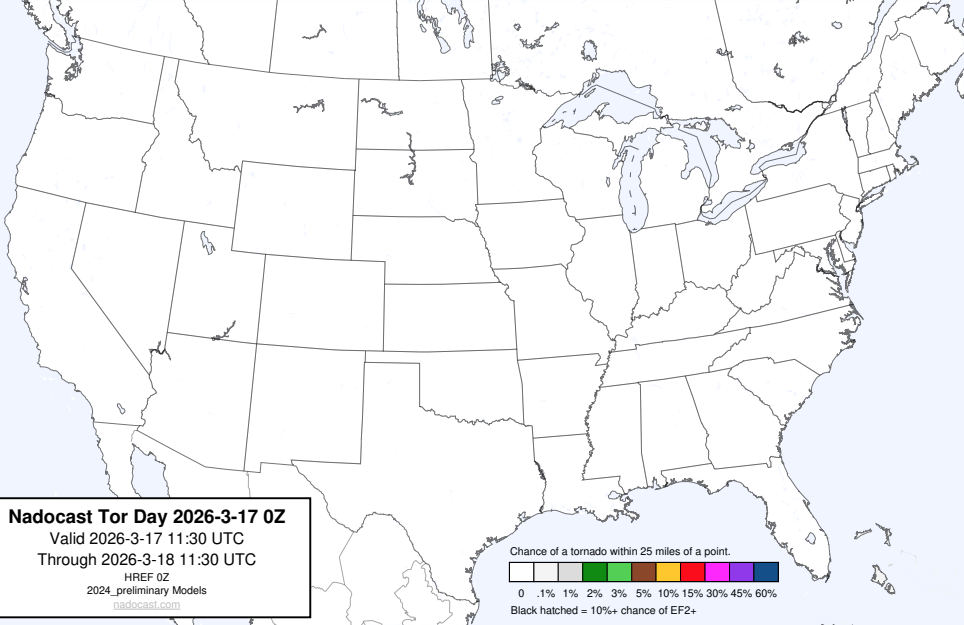 Nadocast Tor Day 2026-3-17 0Z
Valid 2026-3-17 11:30 UTC
Through 2026-3-18 11:30 UTC
HREF 0Z
2024_preliminary Models
nadocast.com
Chance of a tornado within 25 miles of a point.
0 .1% 1% 2% 3% 5% 10% 15% 30% 45% 60%
Black hatched = 10%+ chance of EF2+